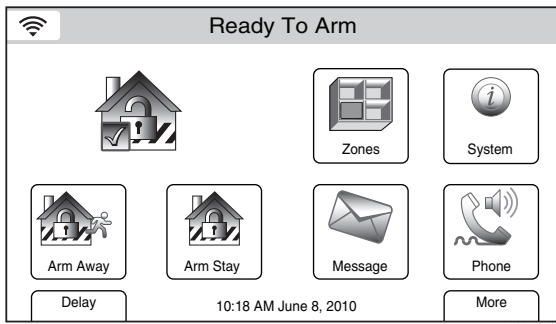 Ready To Arm
Zones
System
Arm Away
Arm Stay
Message
Phone
Delay
10:18 AM June 8, 2010
More